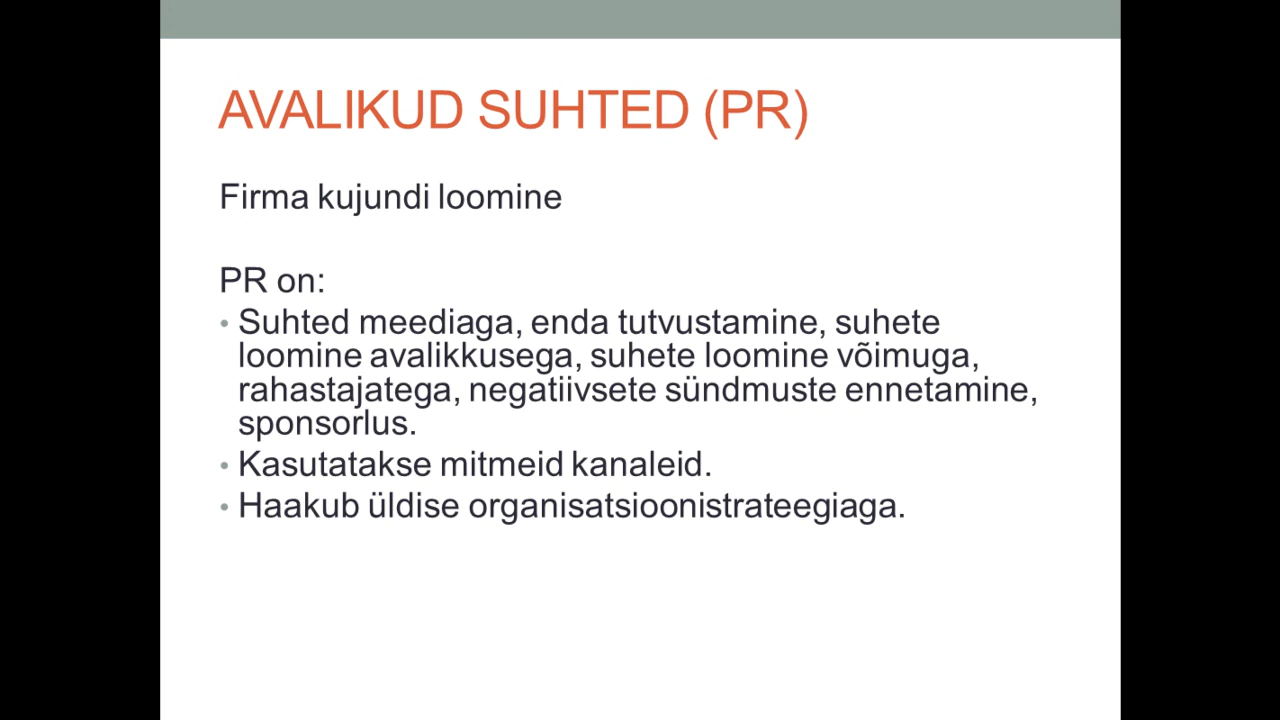 AVALIKUD SUHTED (PR)
Firma kujundi loomine
PR on:
• Suhted meediaga, enda tutvustamine, suhete
loomine avalikkusega, suhete loomine võimuga,
rahastajatega, negatiivsete sündmuste ennetamine,
sponsorlus.
• Kasutatakse mitmeid kanaleid.
• Haakub üldise organisatsioonistrateegiaga.